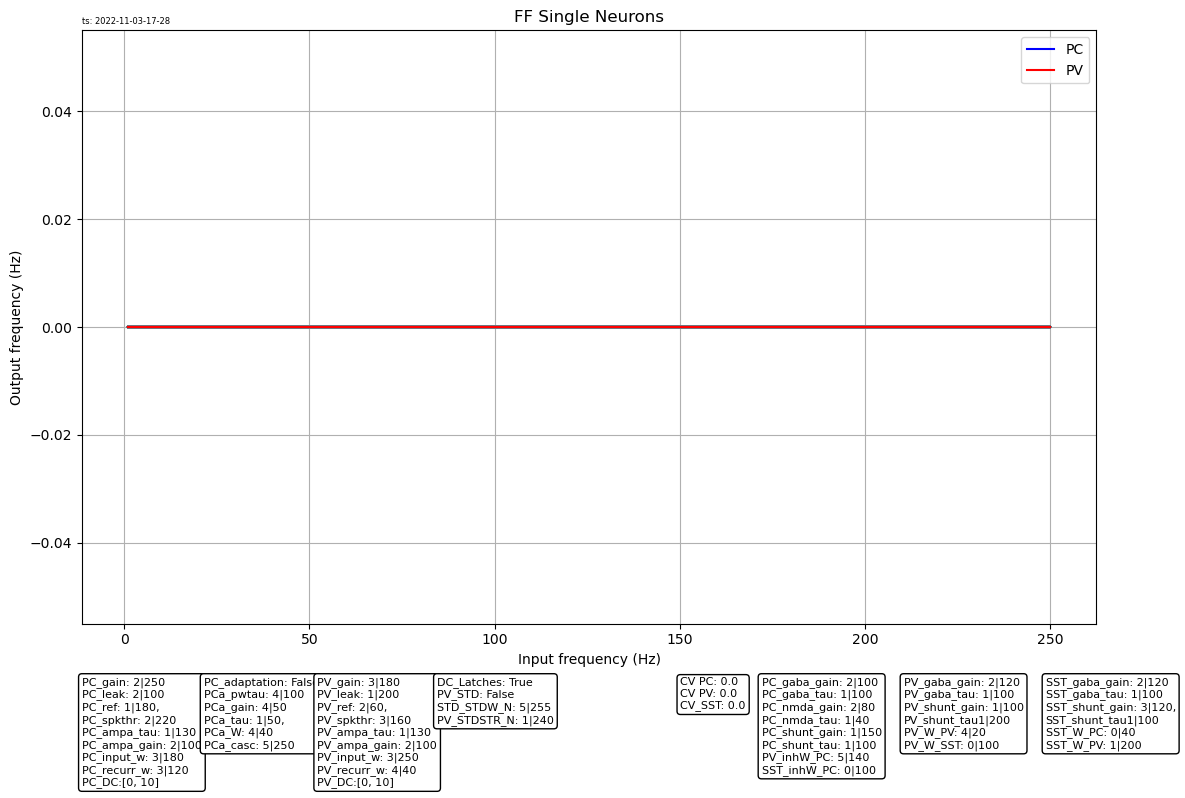 ts: 2022-11-03-17-28
FF Single Neurons
PC
PV
0.04
0.02
0.00
−0.02
−0.04
Output frequency (Hz)
0
50
100
150
200
250
Input frequency (Hz)
PC_gain: 2|250
PC_leak: 2|100
PC_ref: 1|180,
PC_spkthr: 2|220
PC_ampa_tau: 1|130
PC_ampa_gain: 2|100
PC_input_w: 3|180
PC_recurr_w: 3|120
PC_DC:[0, 10]
PC_adaptation: False
PCa_pwtau: 4|100
PCa_gain: 4|50
PCa_tau: 1|50,
PCa_W: 4|40
PCa_casc: 5|250
PV_gain: 3|180
PV_leak: 1|200
PV_ref: 2|60,
PV_spkthr: 3|160
PV_ampa_tau: 1|130
PV_ampa_gain: 2|100
PV_input_w: 3|250
PV_recurr_w: 4|40
PV_DC:[0, 10]
DC_Latches: True
PV_STD: False
STD_STDW_N: 5|255
PV_STDSTR_N: 1|240
CV PC: 0.0
CV PV: 0.0
CV_SST: 0.0
PC_gaba_gain: 2|100
PC_gaba_tau: 1|100
PC_nmda_gain: 2|80
PC_nmda_tau: 1|40
PC_shunt_gain: 1|150
PC_shunt_tau: 1|100
PV_inhW_PC: 5|140
SST_inhW_PC: 0|100
PV_gaba_gain: 2|120
PV_gaba_tau: 1|100
PV_shunt_gain: 1|100
PV_shunt_tau1|200
PV_W_PV: 4|20
PV_W_SST: 0|100
SST_gaba_gain: 2|120
SST_gaba_tau: 1|100
SST_shunt_gain: 3|120,
SST_shunt_tau1|100
SST_W_PC: 0|40
SST_W_PV: 1|200